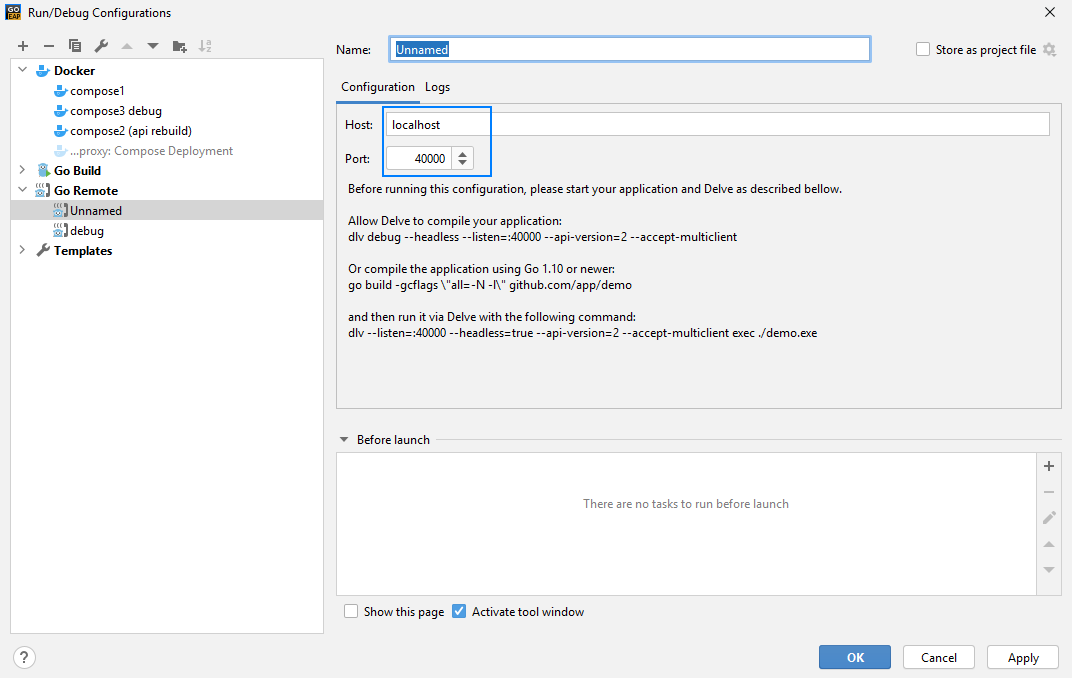 GO
EAP
Run/Debug Configurations
Name:
Unnamed
Store as project file
Docker
compose1
compose3 debug
compose2 (api rebuild)
...proxy: Compose Deployment
Go Build
Go Remote
Unnamed
debug
Templates
Configuration
Logs
Host:
localhost
Port:
40000
Before running this configuration, please start your application and Delve as described bellow.
Allow Delve to compile your application:
dlv debug --headless --listen=:40000 --api-version=2 --accept-multiclient
Or compile the application using Go 1.10 or newer:
go build -gcflags \"all=-N -l\" github.com/app/demo
and then run it via Delve with the following command:
dlv --listen=:40000 --headless=true --api-version=2 --accept-multiclient exec ./demo.exe
Before launch
There are no tasks to run before launch
Show this page
Activate tool window
?
OK
Cancel
Apply